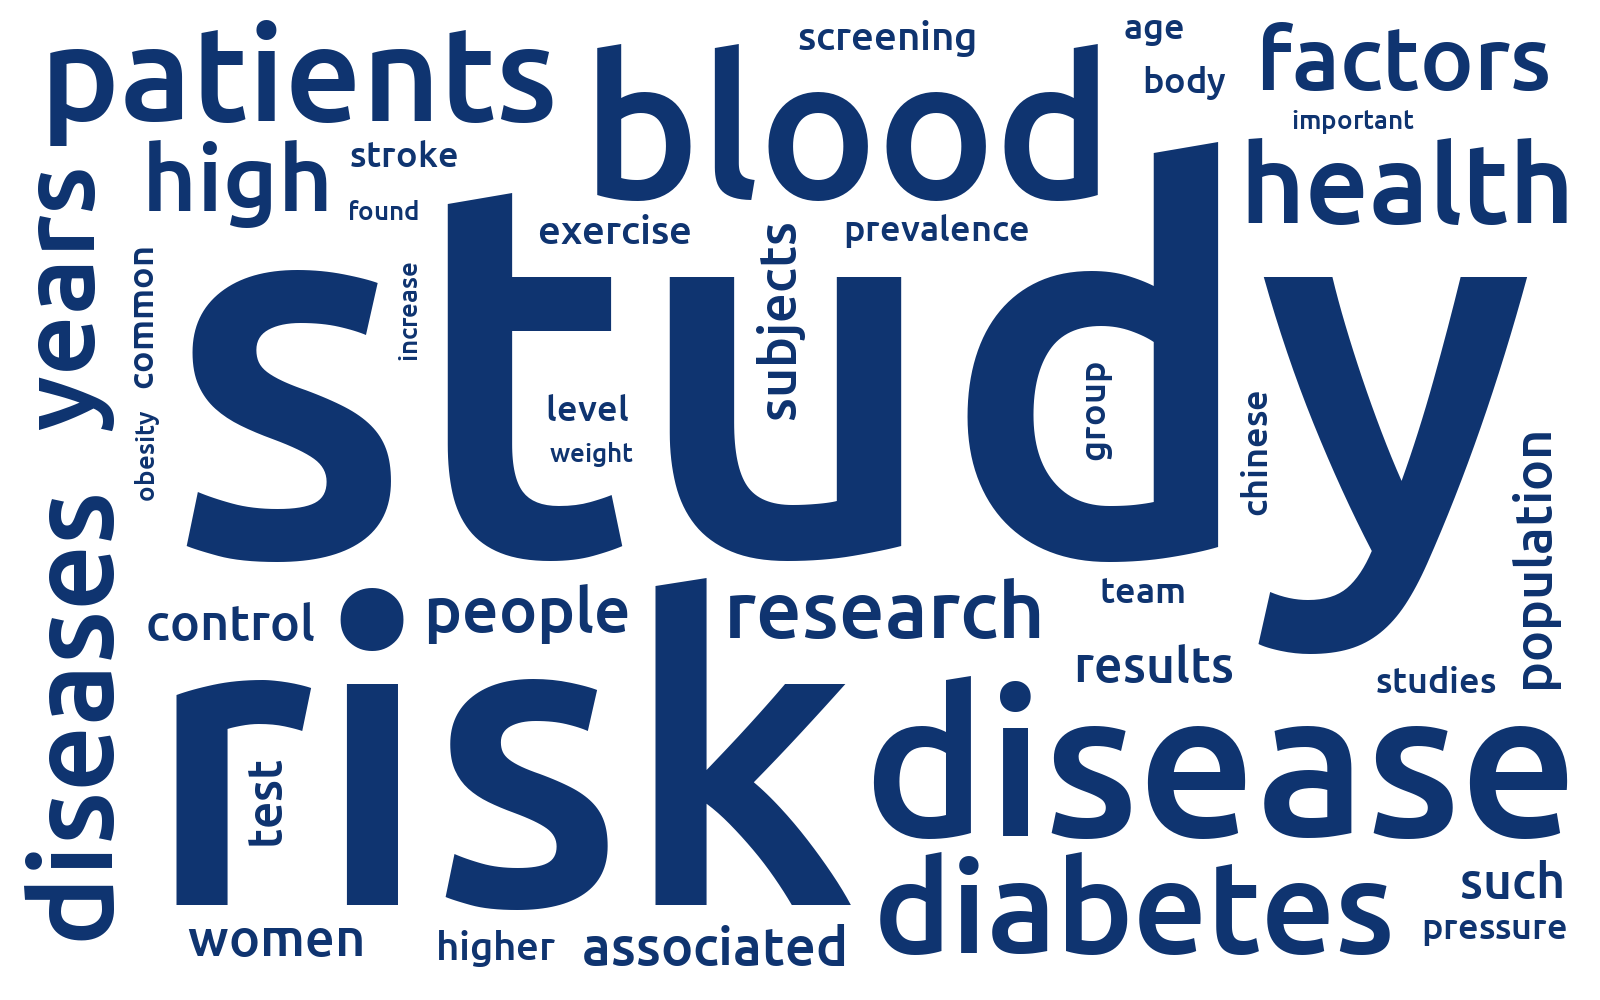 patients
blood
screening
age
body
factors
important
high
stroke
found
health
years
exercise
subjects
prevalence
common
increase
study
level
weight
group
chinese
obesity
population
diseases
control
people
research
team
results
studies
risk
test
disease
diabetes
such
pressure
women
higher
associated